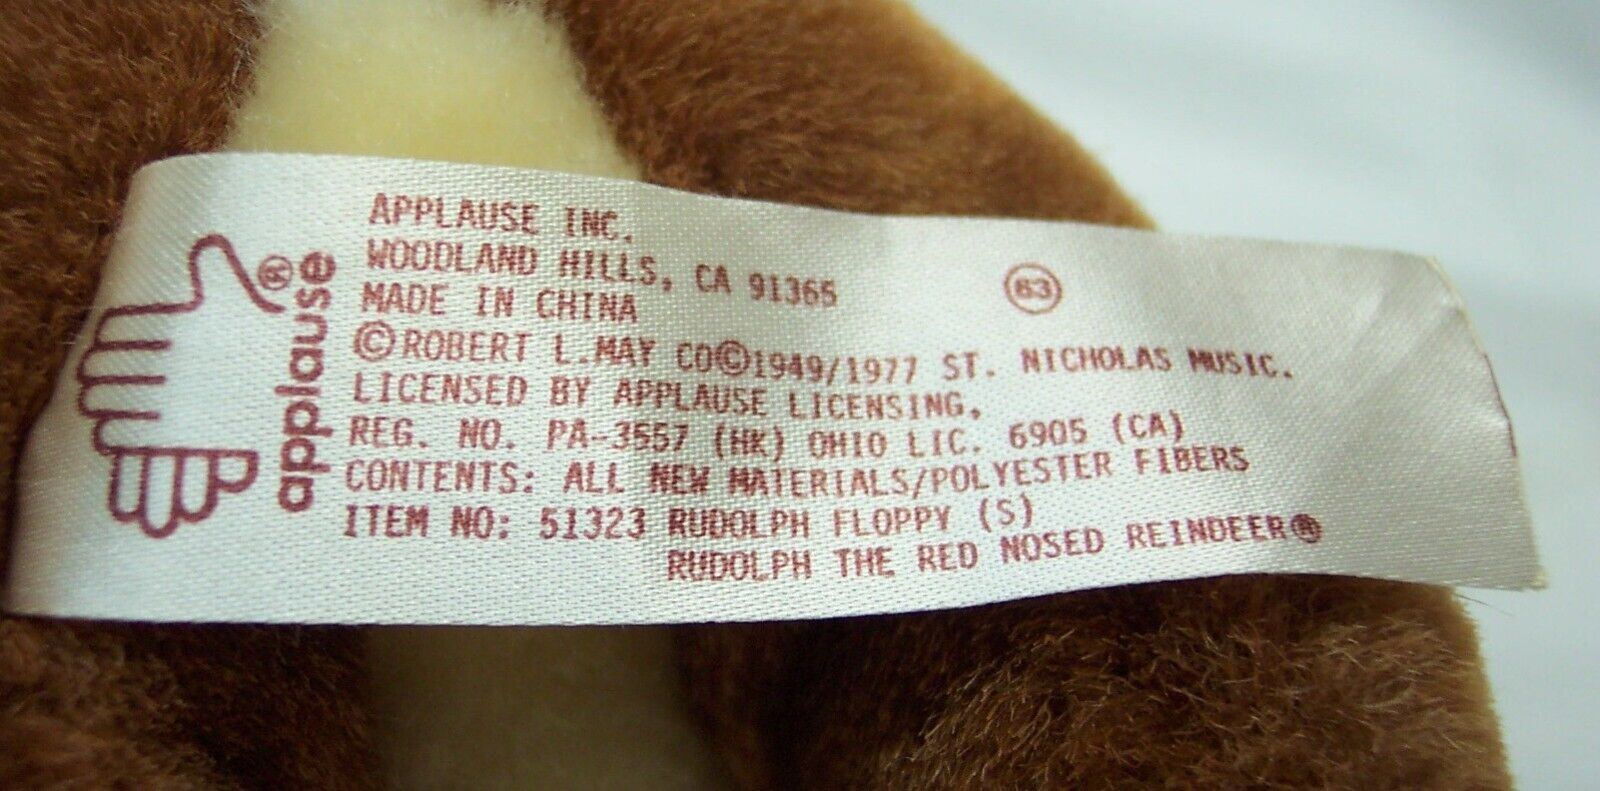 applause®
APPLAUSE INC.
WOODLAND HILLS, CA 91365
63
MADE IN CHINA
©ROBERT L.MAY CO©1949/1977 ST. NICHOLAS MUSIC.
LICENSED BY APPLAUSE LICENSING.
REG. NO. PA-3557 (HK) OHIO LIC. 6905 (CA)
CONTENTS: ALL NEW MATERIALS/POLYESTER FIBERS
ITEM NO: 51323 RUDOLPH FLOPPY (S)
RUDOLPH THE RED NOSED REINDEER®